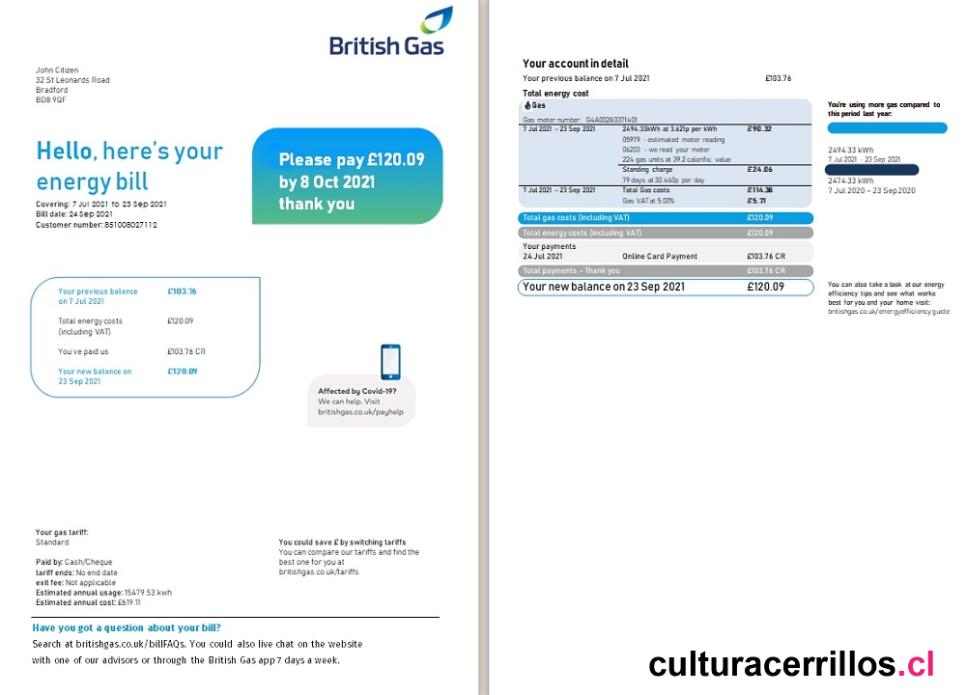 British Gas
John Citizen
32 St Leonards Road
Bradford
BD8 9QF
Hello, here's your
energy bill
Covering: 7 Jul 2021 to 23 Sep 2021
Bill date: 24 Sep 2021
Customer number: 851008027112
Please pay £120.09
by 8 Oct 2021
thank you
Your previous balance £103.76
on 7 Jul 2021
Total energy costs £120.09
(including VAT)
You've paid us £103.76 CR
Your new balance on £120.09
23 Sep 2021
Affected by Covid-19?
We can help. Visit
britishgas.co.uk/payhelp
Your gas tariff:
Standard
Paid by: Cash/Cheque
tariff ends: No end date
exit fee: Not applicable
Estimated annual usage: 15479.53 kwh
Estimated annual cost: £619.11
You could save £ by switching tariffs
You can compare our tariffs and find the
best one for you at
britishgas.co.uk/tariffs
Have you got a question about your bill?
Search at britishgas.co.uk/billFAQs. You could also live chat on the website
with one of our advisors or through the British Gas app 7 days a week.
Your account in detail
Your previous balance on 7 Jul 2021 £103.76
Total energy cost
Gas
Gas meter number: G4A00280371401
7 Jul 2021 - 23 Sep 2021 2494.33kWh at 3.621p per kWh £90.32
05979 - estimated meter reading
06203 - we read your meter
224 gas units at 39.2 calorific value
Standing charge £24.06
79 days at 30.460p per day
7 Jul 2021 - 23 Sep 2021 Total Gas costs £114.38
Gas VAT at 5.00% £5.71
Total gas costs (including VAT) £120.09
Total energy costs (including VAT) £120.09
Your payments
24 Jul 2021 Online Card Payment £103.76 CR
Total payments - Thank you £103.76 CR
Your new balance on 23 Sep 2021 £120.09
You're using more gas compared to
this period last year:
2494.33 kWh
7 Jul 2021 - 23 Sep 2021
2474.33 kWh
7 Jul 2020 - 23 Sep2020
You can also take a look at our energy
efficiency tips and see what works
best for you and your home visit:
britishgas.co.uk/energyefficiencyguide
culturacerrillos.cl